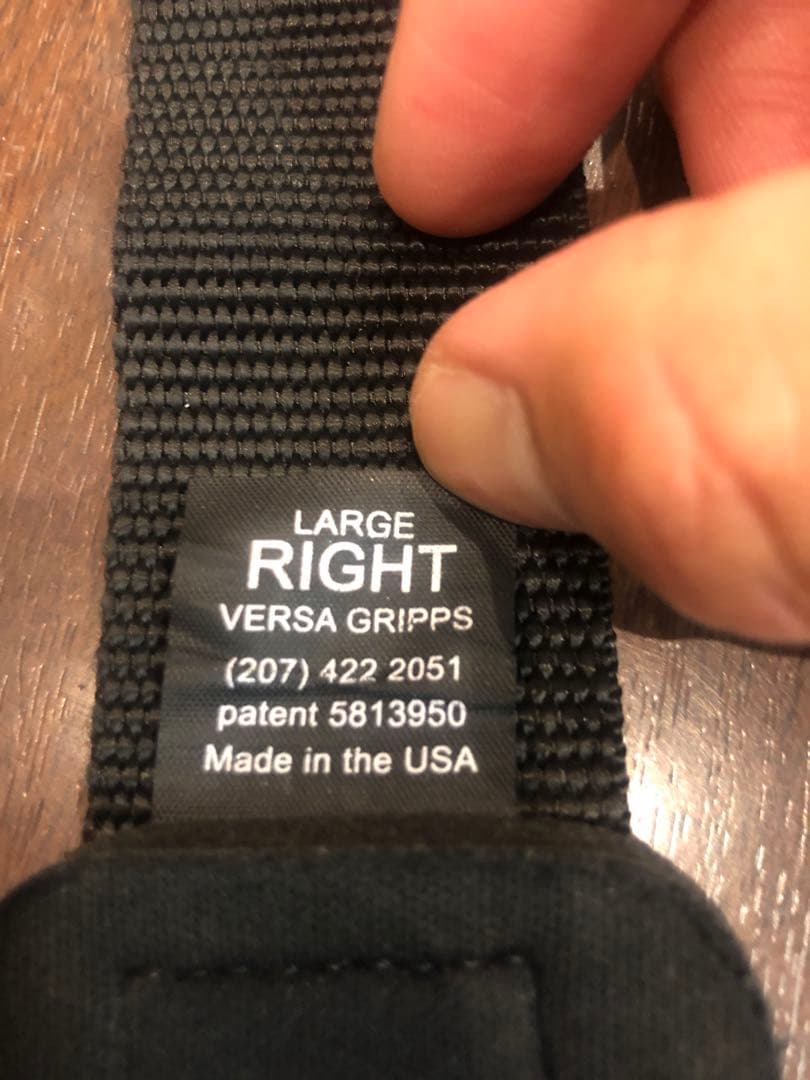 LARGE
RIGHT
VERSA GRIPPS
(207) 422 2051
patent 5813950
Made in the USA